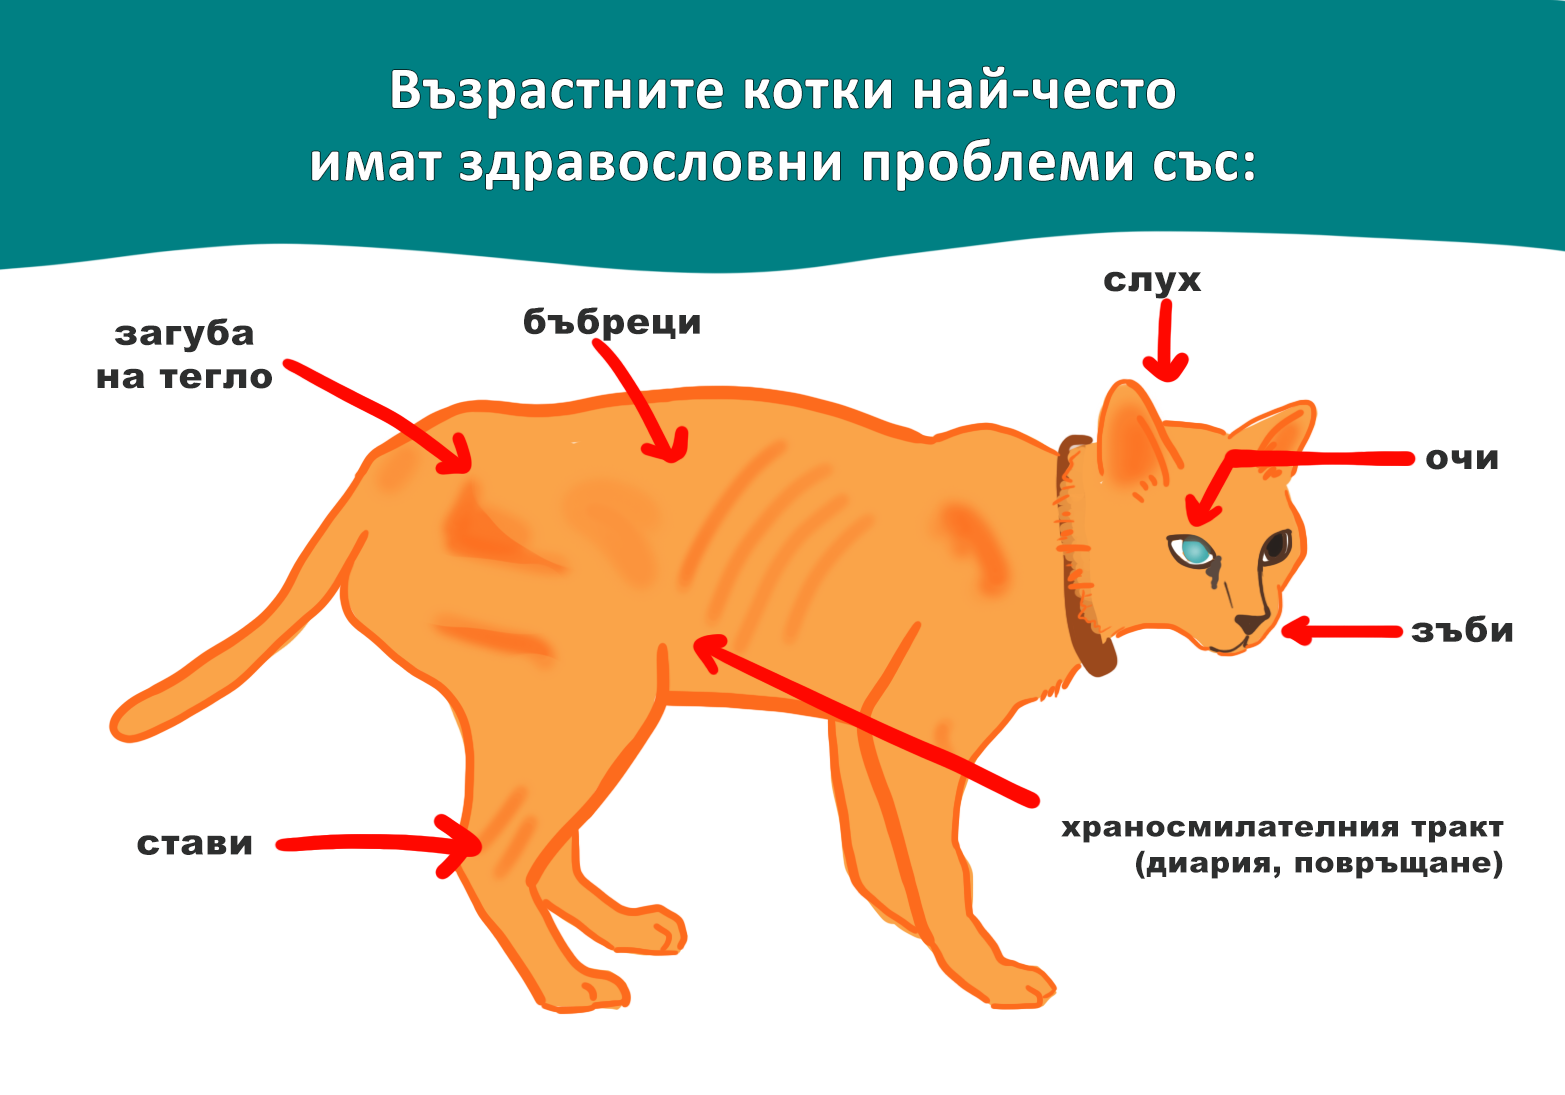 Възрастните котки най-често
имат здравословни проблеми със:
слух
бъбреци
загуба
на тегло
очи
зъби
стави
храносмилателния тракт
(диария, повръщане)